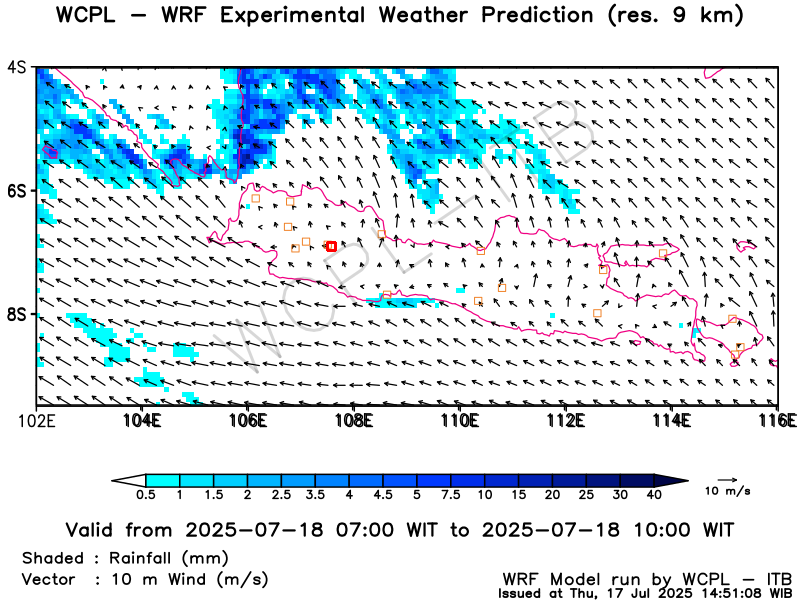 WCPL − WRF Experimental Weather Prediction (res. 9 km)
4S
6S
8S
102E 104E 106E 108E 110E 112E 114E 116E
WCPL-ITB
0.5 1 1.5 2 2.5 3.5 4 4.5 5 7.5 10 15 20 25 30 40
10 m/s
Valid from 2025−07−18 07:00 WIT to 2025−07−18 10:00 WIT
Shaded : Rainfall (mm)
Vector : 10 m Wind (m/s)
WRF Model run by WCPL − ITB
Issued at Thu, 17 Jul 2025 14:51:08 WIB